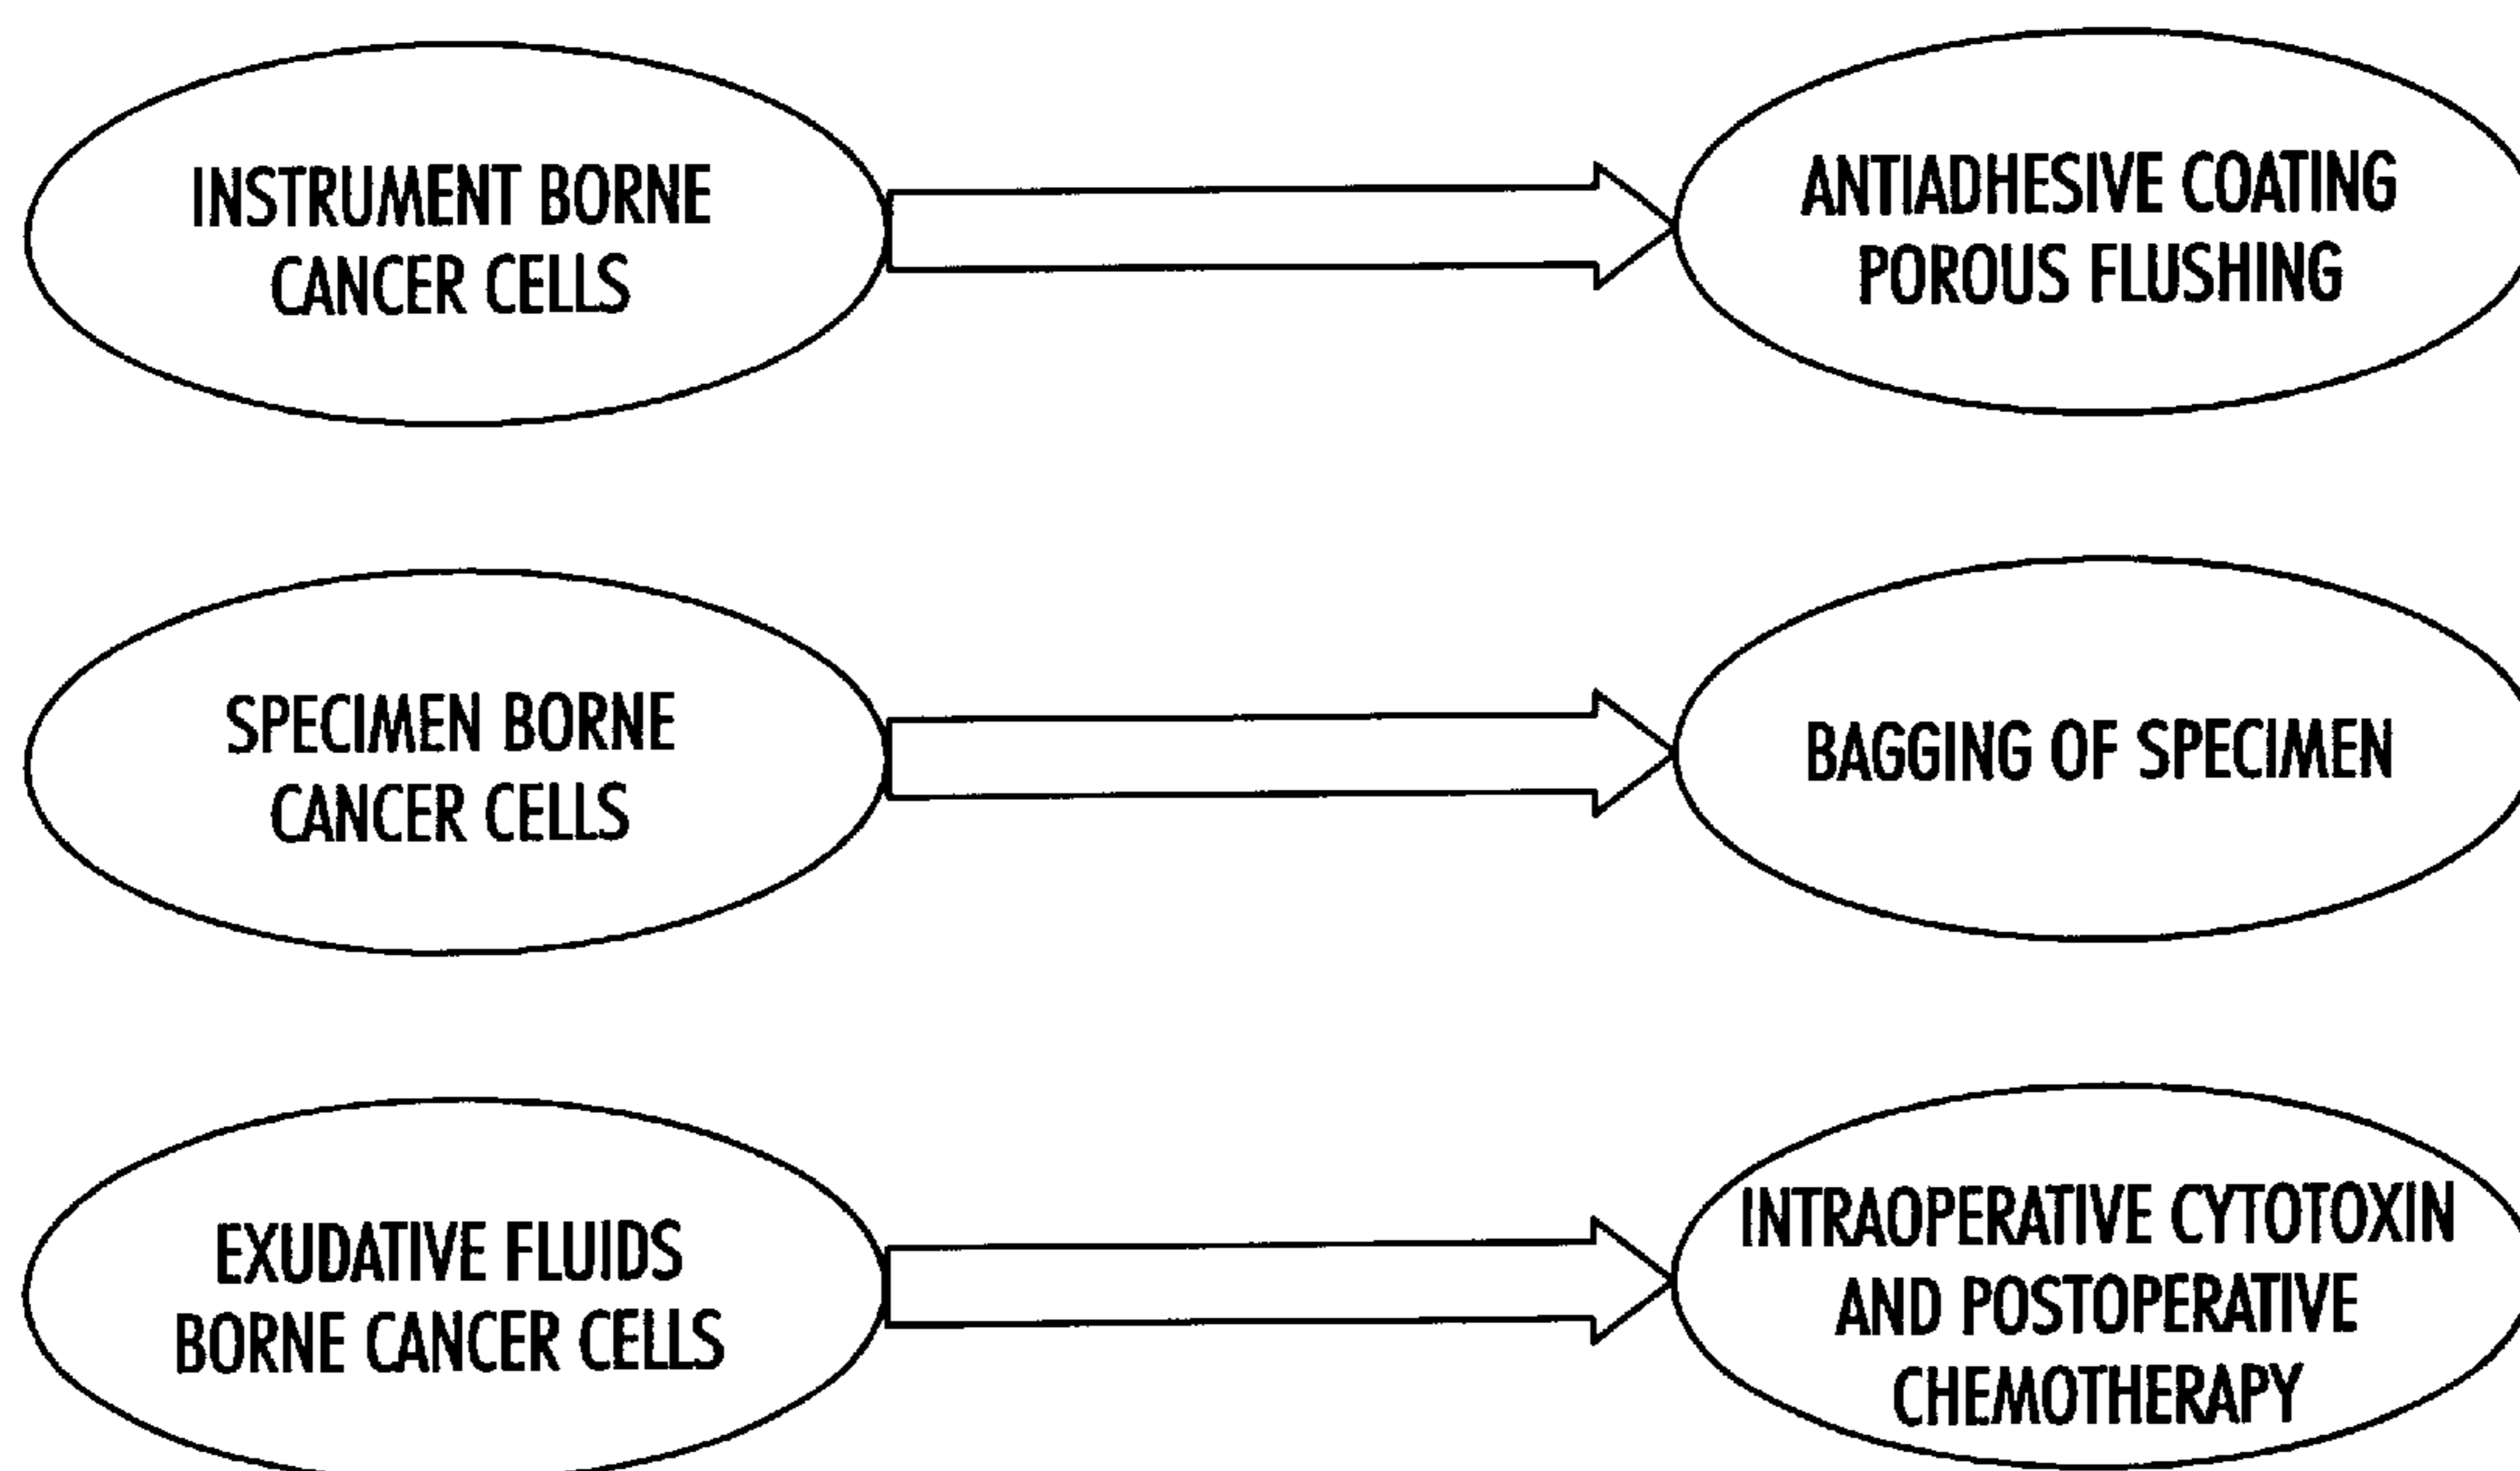 INSTRUMENT BORNE
CANCER CELLS
ANTIADHESIVE COATING
POROUS FLUSHING
SPECIMEN BORNE
CANCER CELLS
BAGGING OF SPECIMEN
EXUDATIVE FLUIDS
BORNE CANCER CELLS
INTRAOPERATIVE CYTOTOXIN
AND POSTOPERATIVE
CHEMOTHERAPY